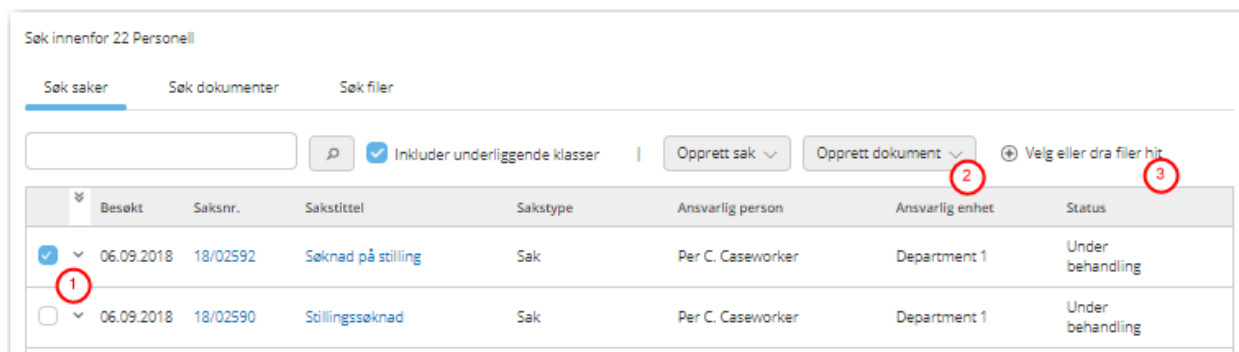 Søk innenfor 22 Personell
Søk saker Søk dokumenter Søk filer
Inkluder underliggende klasser | Opprett sak Opprett dokument Velg eller dra filer hit
2 3
Besøkt Saksnr. Sakstittel Sakstype Ansvarlig person Ansvarlig enhet Status
06.09.2018 18/02592 Søknad på stilling Sak Per C. Caseworker Department 1 Under
behandling
1
06.09.2018 18/02590 Stillingssøknad Sak Per C. Caseworker Department 1 Under
behandling